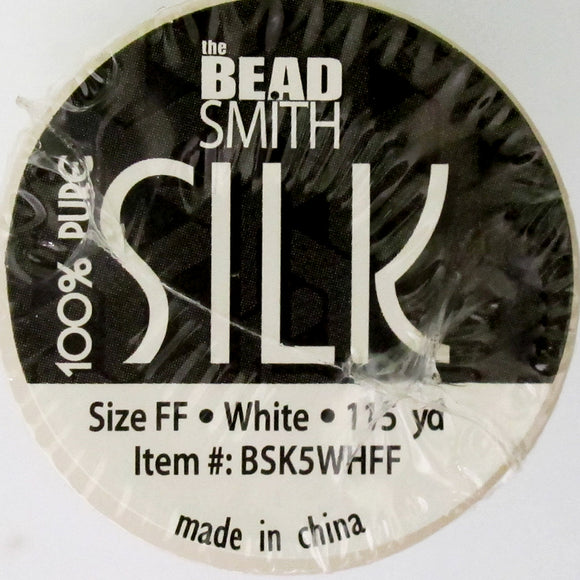 the
BEAD
SMITH
100% PURE
SILK
Size FF • White • 115 yd
Item #: BSK5WHFF
made in china